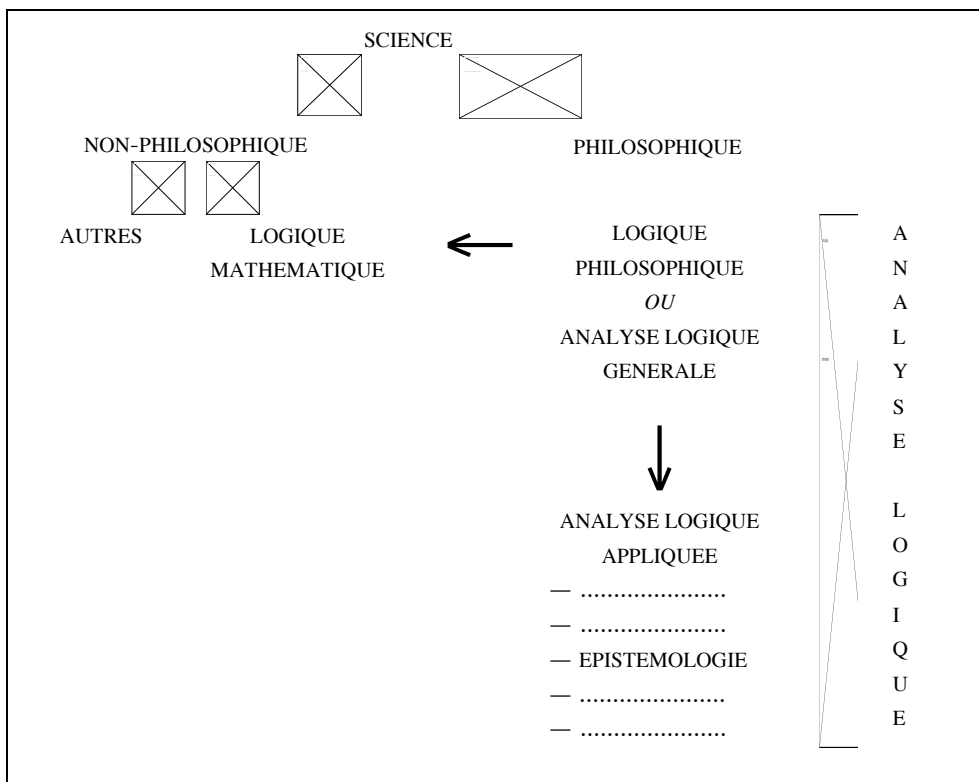 SCIENCE
NON-PHILOSOPHIQUE PHILOSOPHIQUE
AUTRES LOGIQUE
MATHEMATIQUE
LOGIQUE
PHILOSOPHIQUE
OU
ANALYSE LOGIQUE
GENERALE
ANALYSE LOGIQUE
APPLIQUEE
— ......................
— ......................
— EPISTEMOLOGIE
— ......................
— ......................
A
N
A
L
Y
S
E
L
O
G
I
Q
U
E